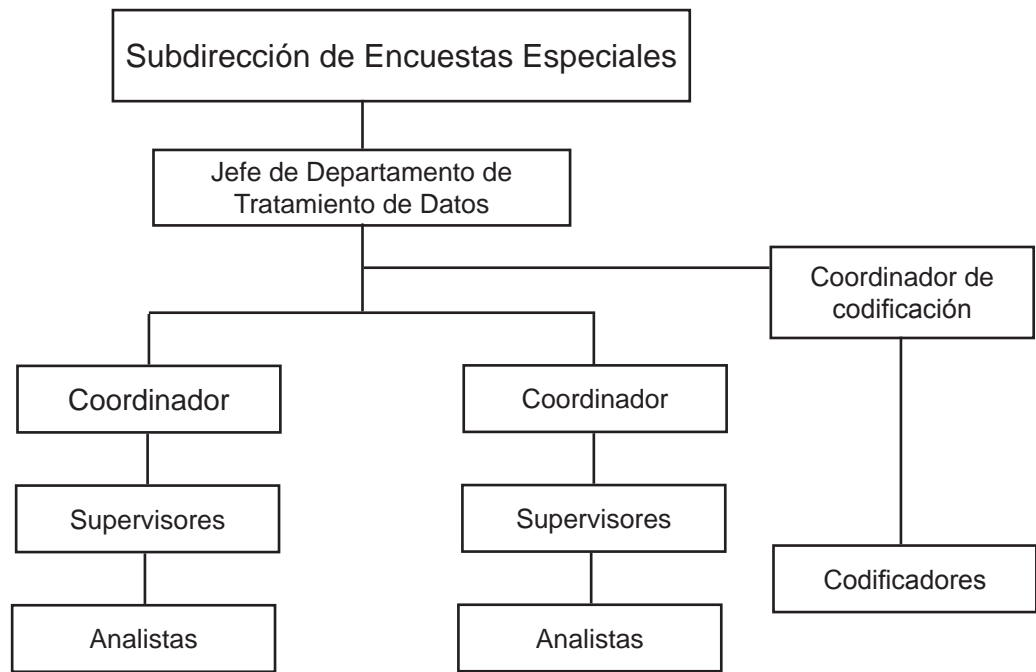 Subdirección de Encuestas Especiales
Jefe de Departamento de
Tratamiento de Datos
Coordinador de
codificación
Coordinador
Coordinador
Supervisores
Supervisores
Codificadores
Analistas
Analistas